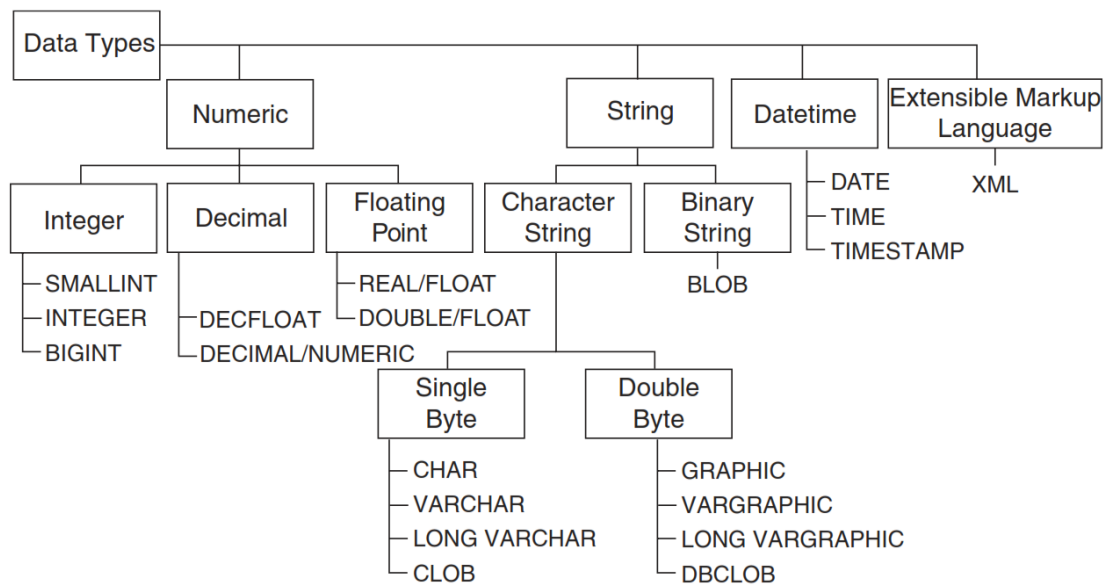 Data Types
Numeric
String
Datetime
Extensible Markup
Language
Integer
Decimal
Floating
Point
Character
String
Binary
String
DATE
TIME
TIMESTAMP
XML
SMALLINT
INTEGER
BIGINT
DECFLOAT
DECIMAL/NUMERIC
REAL/FLOAT
DOUBLE/FLOAT
BLOB
Single
Byte
Double
Byte
CHAR
VARCHAR
LONG VARCHAR
CLOB
GRAPHIC
VARGRAPHIC
LONG VARGRAPHIC
DBCLOB